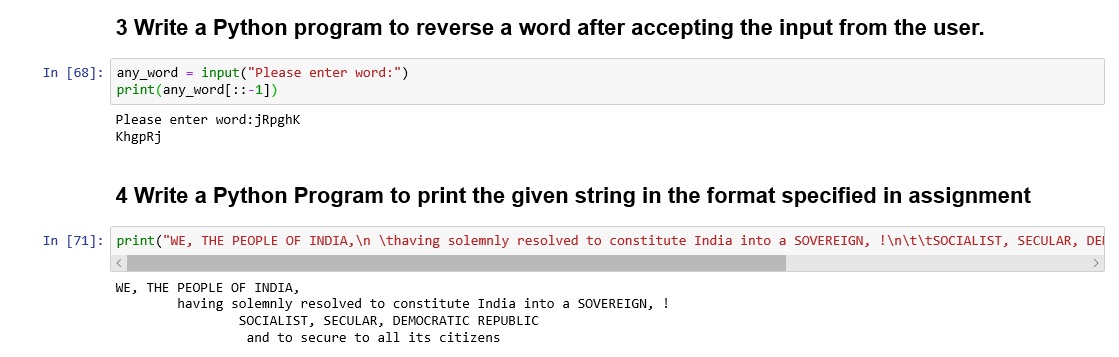 3 Write a Python program to reverse a word after accepting the input from the user.
In [68]: any_word = input("Please enter word:")
print(any_word[::-1])
Please enter word:jRpghK
KhgpRj
4 Write a Python Program to print the given string in the format specified in assignment
In [71]: print("WE, THE PEOPLE OF INDIA,\n \thaving solemnly resolved to constitute India into a SOVEREIGN, !\n\t\tSOCIALIST, SECULAR, DE
WE, THE PEOPLE OF INDIA,
having solemnly resolved to constitute India into a SOVEREIGN, !
SOCIALIST, SECULAR, DEMOCRATIC REPUBLIC
and to secure to all its citizens